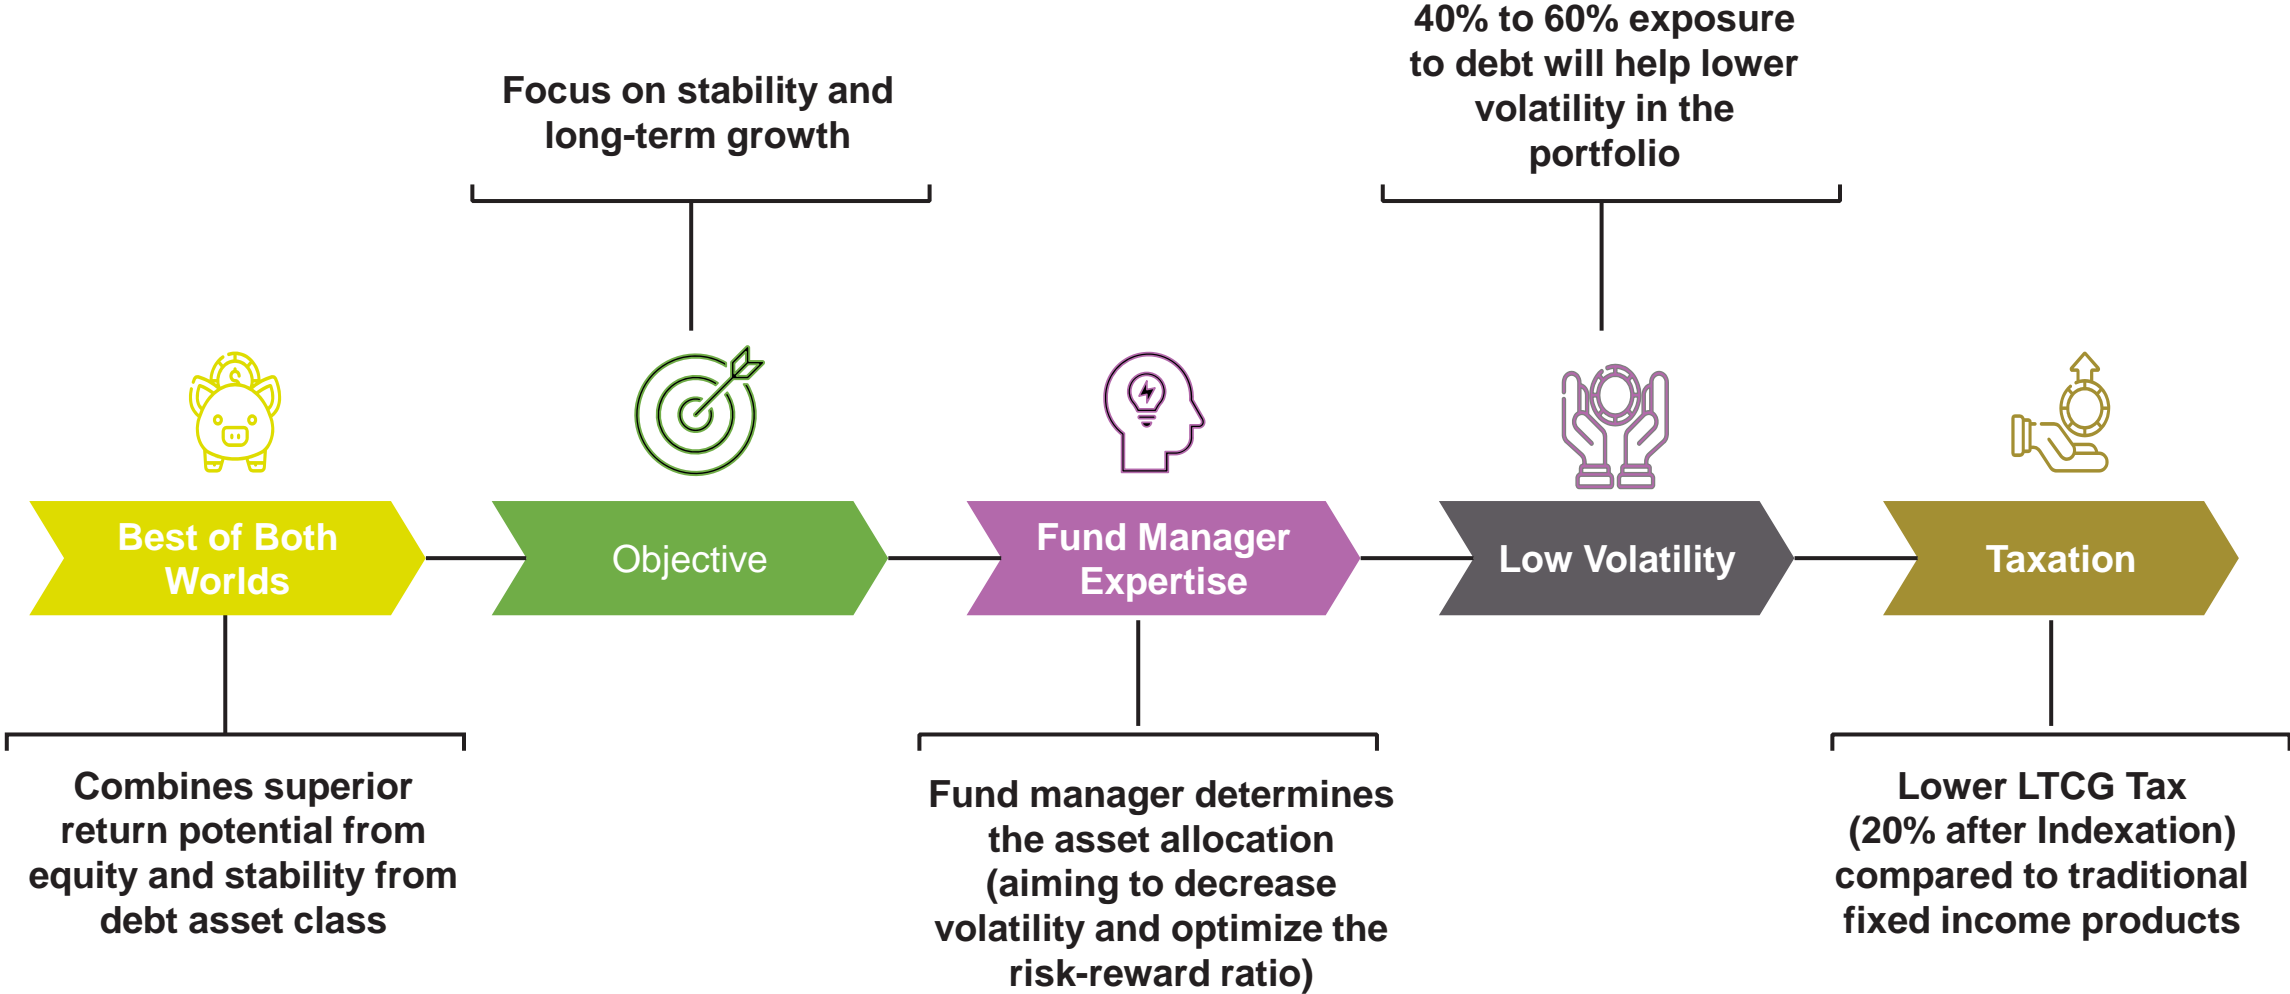 40% to 60% exposure
to debt will help lower
volatility in the
portfolio
Focus on stability and
long-term growth
Best of Both
Worlds
Objective
Fund Manager
Expertise
Low Volatility
Taxation
Combines superior
return potential from
equity and stability from
debt asset class
Fund manager determines
the asset allocation
(aiming to decrease
volatility and optimize the
risk-reward ratio)
Lower LTCG Tax
(20% after Indexation)
compared to traditional
fixed income products